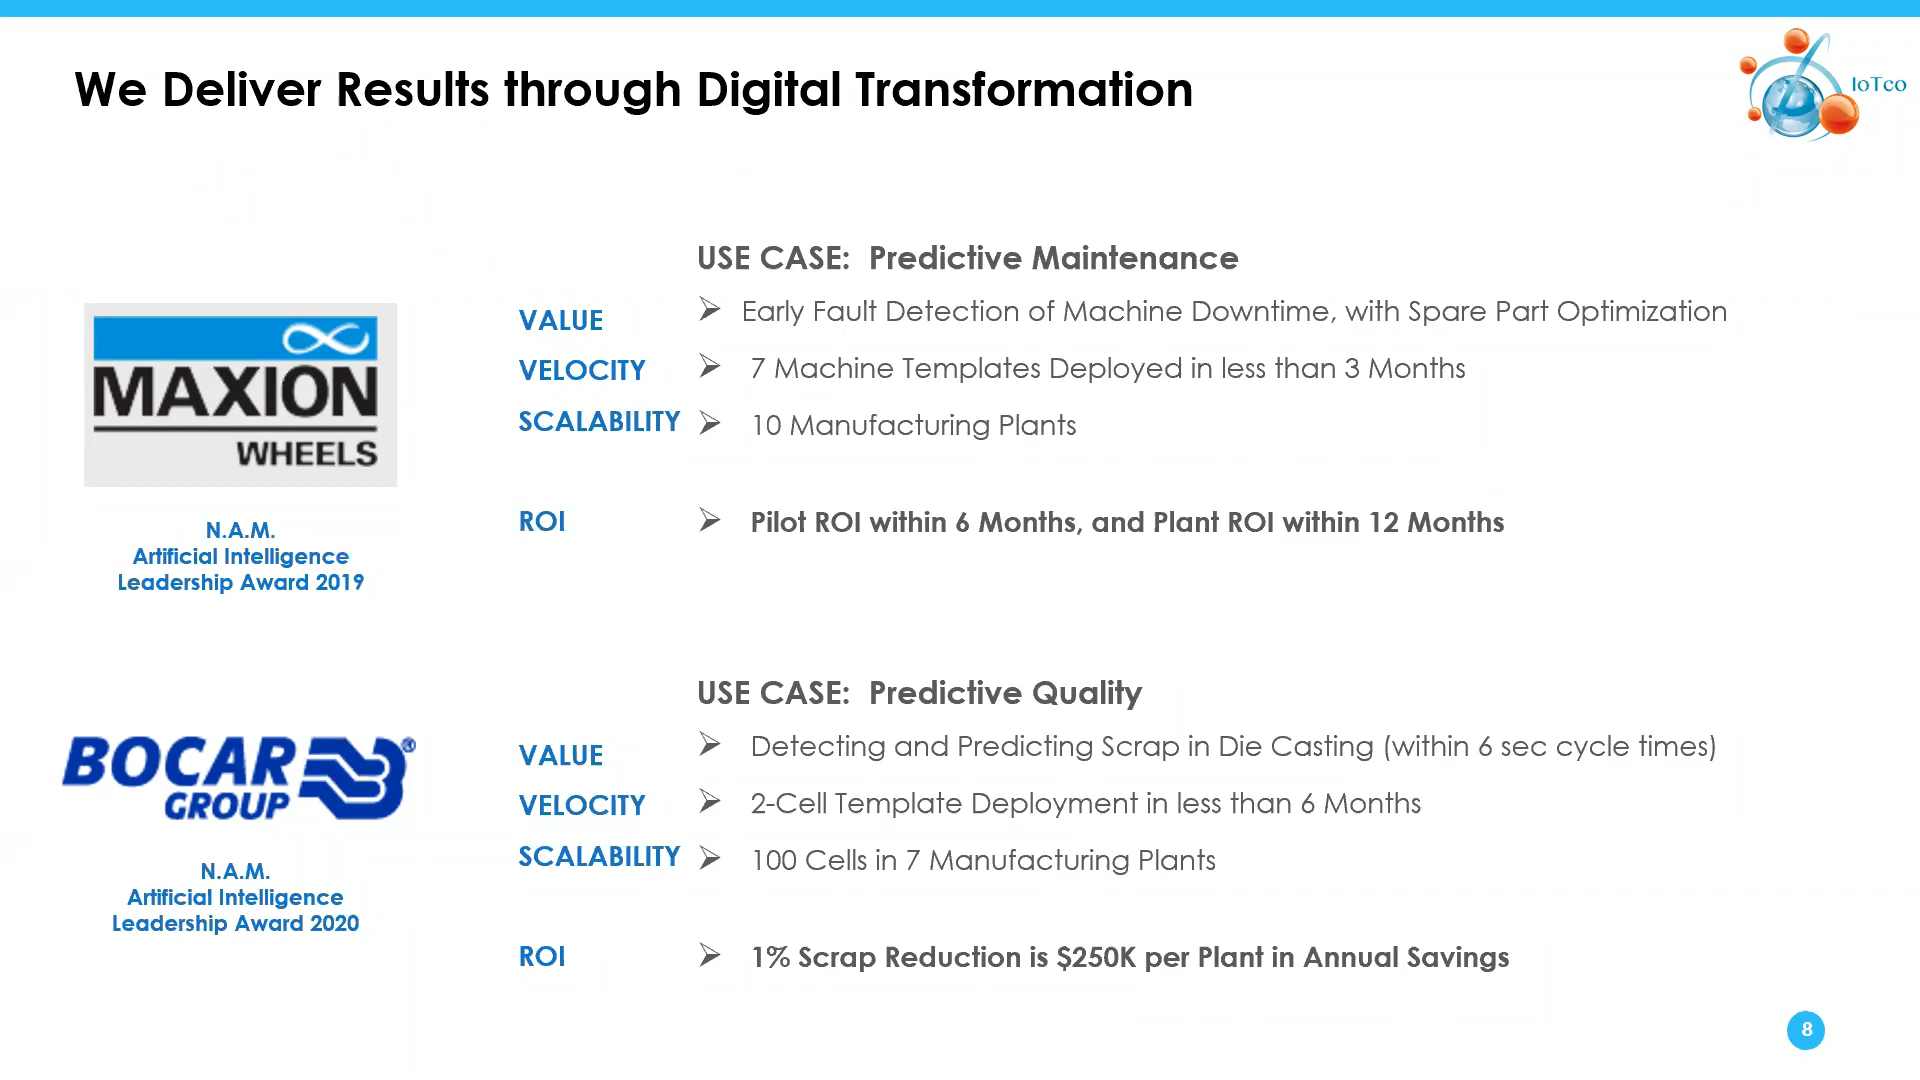 We Deliver Results through Digital Transformation
IoTco
USE CASE:  Predictive Maintenance
VALUE
➢ Early Fault Detection of Machine Downtime, with Spare Part Optimization
VELOCITY
➢ 7 Machine Templates Deployed in less than 3 Months
SCALABILITY
➢ 10 Manufacturing Plants
ROI
➢ Pilot ROI within 6 Months, and Plant ROI within 12 Months
MAXION
WHEELS
N.A.M.
Artificial Intelligence
Leadership Award 2019
USE CASE:  Predictive Quality
VALUE
➢ Detecting and Predicting Scrap in Die Casting (within 6 sec cycle times)
VELOCITY
➢ 2-Cell Template Deployment in less than 6 Months
SCALABILITY
➢ 100 Cells in 7 Manufacturing Plants
ROI
➢ 1% Scrap Reduction is $250K per Plant in Annual Savings
BOCAR
GROUP
®
N.A.M.
Artificial Intelligence
Leadership Award 2020
8